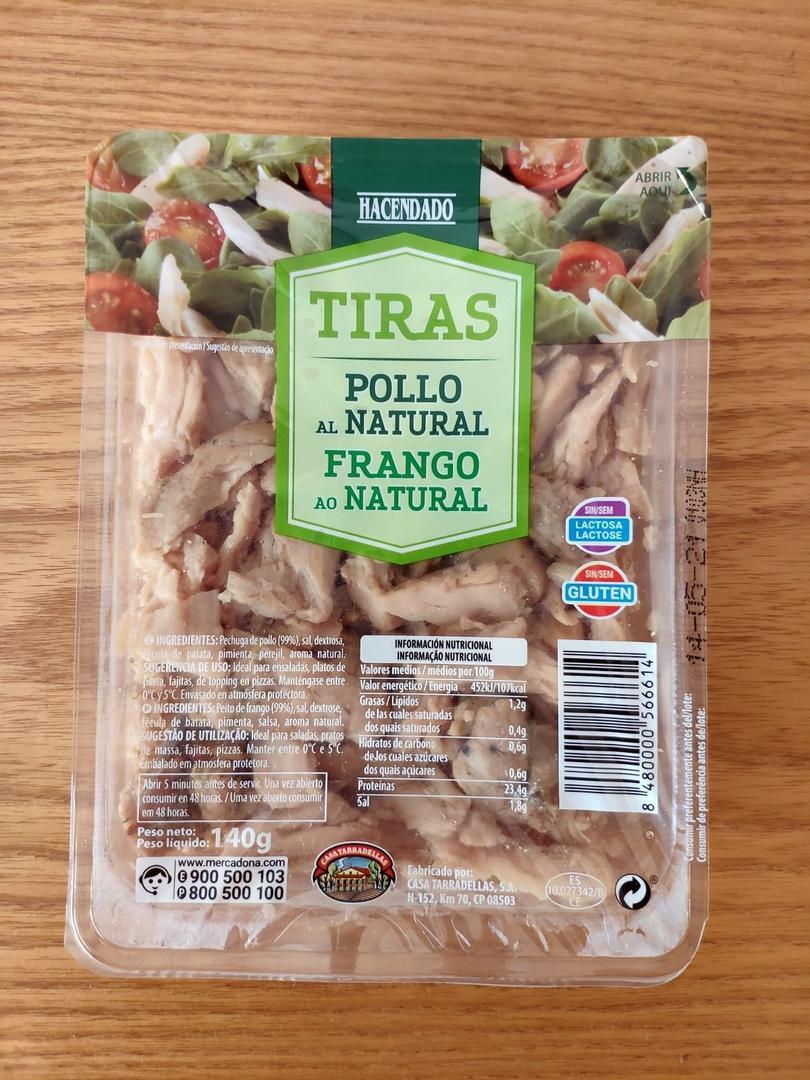 HACENDADO
ABRIR
AQUÍ
TIRAS
POLLO
AL NATURAL
FRANGO
AO NATURAL
presentación / Sugestão de apresentação
SIN/SEM
LACTOSA
LACTOSE
SIN/SEM
GLUTEN
14-05-21
E INGREDIENTES: Pechuga de pollo (99%), sal, dextrosa,
fécula de patata, pimienta, perejil, aroma natural.
SUGERENCIA DE USO: Ideal para ensaladas, platos de
pasta, fajitas, de topping en pizzas. Manténgase entre
0°C y 5°C. Envasado en atmósfera protectora.
P INGREDIENTES: Peito de frango (99%), sal, dextrose,
fécula de batata, pimenta, salsa, aroma natural.
SUGESTÃO DE UTILIZAÇÃO: Ideal para saladas, pratos
de massa, fajitas, pizzas. Manter entre 0°C e 5°C.
Embalado em atmosfera protetora.
Abrir 5 minutos antes de servir. Una vez abierto
consumir en 48 horas. / Uma vez aberto consumir
em 48 horas.
Peso neto:
Peso líquido: 140g
www.mercadona.com
E 900 500 103
P 800 500 100
INFORMACIÓN NUTRICIONAL
INFORMAÇÃO NUTRICIONAL
Valores medios / médios por 100g
Valor energético / Energia 452kJ/107kcal
Grasas / Lípidos 1,2g
de las cuales saturadas
dos quais saturados 0,4g
Hidratos de carbono 0,6g
de los cuales azúcares
dos quais açúcares 0,6g
Proteínas 23,4g
Sal 1,8g
8 480000 566614
Consumir preferentemente antes del/lote:
Consumir de preferência antes de/lote:
CASA TARRADELLAS
Fabricado por:
CASA TARRADELLAS, S.A.
N-152, Km 70, CP 08503
ES
10.027342/B
CE